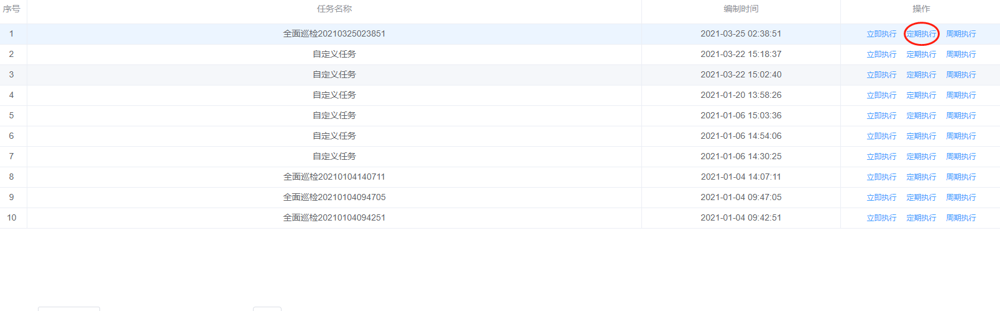 序号 任务名称 编制时间 操作
1 全面巡检20210325023851 2021-03-25 02:38:51 立即执行 定期执行 周期执行
2 自定义任务 2021-03-22 15:18:37 立即执行 定期执行 周期执行
3 自定义任务 2021-03-22 15:02:40 立即执行 定期执行 周期执行
4 自定义任务 2021-01-20 13:58:26 立即执行 定期执行 周期执行
5 自定义任务 2021-01-06 15:03:36 立即执行 定期执行 周期执行
6 自定义任务 2021-01-06 14:54:06 立即执行 定期执行 周期执行
7 自定义任务 2021-01-06 14:30:25 立即执行 定期执行 周期执行
8 全面巡检20210104140711 2021-01-04 14:07:11 立即执行 定期执行 周期执行
9 全面巡检20210104094705 2021-01-04 09:47:05 立即执行 定期执行 周期执行
10 全面巡检20210104094251 2021-01-04 09:42:51 立即执行 定期执行 周期执行